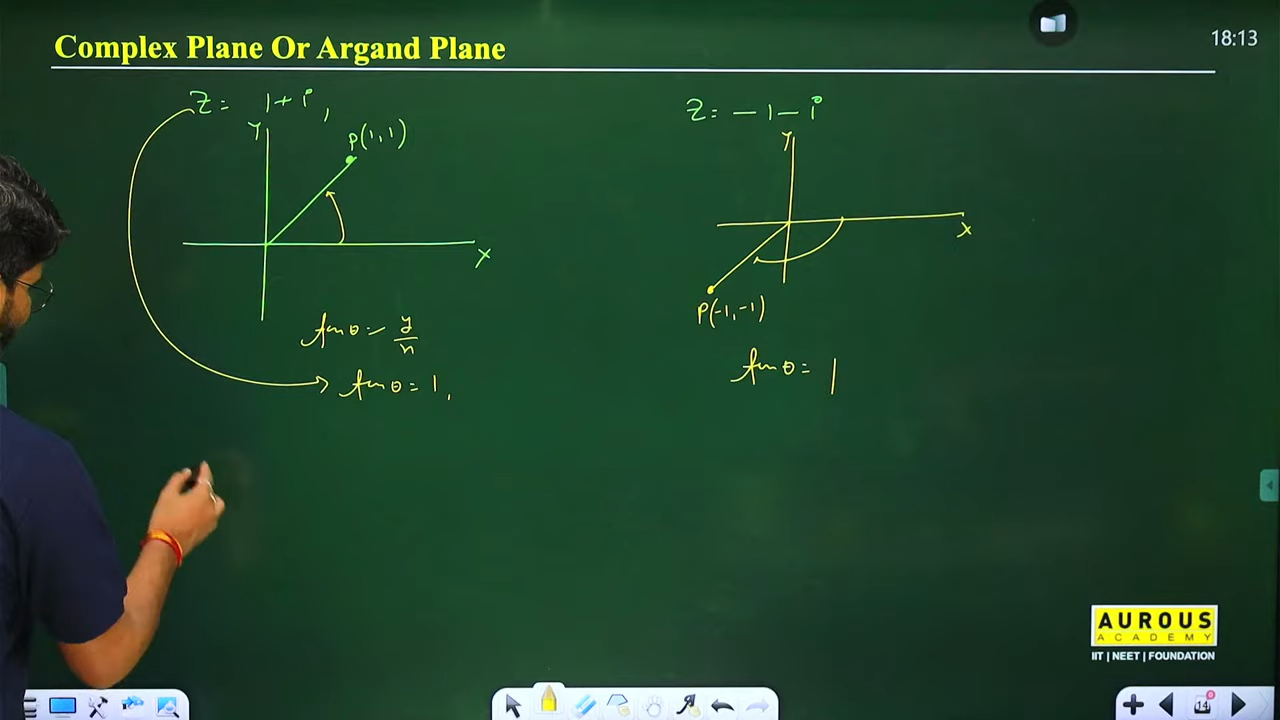 18:13
Complex Plane Or Argand Plane
Z = 1 + i,
Y
P(1,1)
X
tan θ = y/x
tan θ = 1,
Z = -1 - i
Y
X
P(-1,-1)
tan θ = 1
AUROUS
ACADEMY
IIT | NEET | FOUNDATION
14